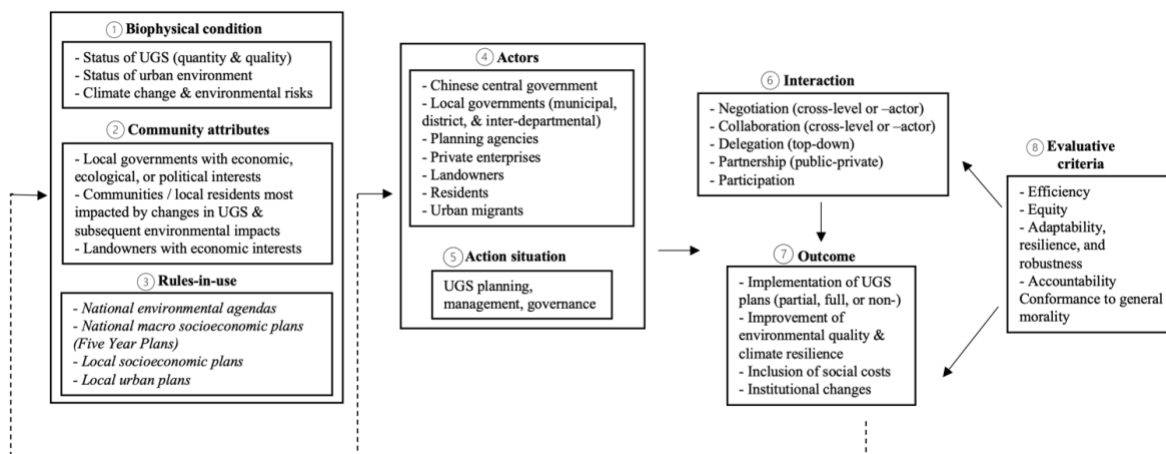 ① Biophysical condition
- Status of UGS (quantity & quality)
- Status of urban environment
- Climate change & environmental risks
② Community attributes
- Local governments with economic,
ecological, or political interests
- Communities / local residents most
impacted by changes in UGS &
subsequent environmental impacts
- Landowners with economic interests
③ Rules-in-use
- National environmental agendas
- National macro socioeconomic plans
(Five Year Plans)
- Local socioeconomic plans
- Local urban plans
④ Actors
- Chinese central government
- Local governments (municipal,
district, & inter-departmental)
- Planning agencies
- Private enterprises
- Landowners
- Residents
- Urban migrants
⑤ Action situation
UGS planning,
management, governance
⑥ Interaction
- Negotiation (cross-level or –actor)
- Collaboration (cross-level or –actor)
- Delegation (top-down)
- Partnership (public-private)
- Participation
⑦ Outcome
- Implementation of UGS
plans (partial, full, or non-)
- Improvement of
environmental quality &
climate resilience
- Inclusion of social costs
- Institutional changes
⑧ Evaluative
criteria
- Efficiency
- Equity
- Adaptability,
resilience, and
robustness
- Accountability
Conformance to general
morality